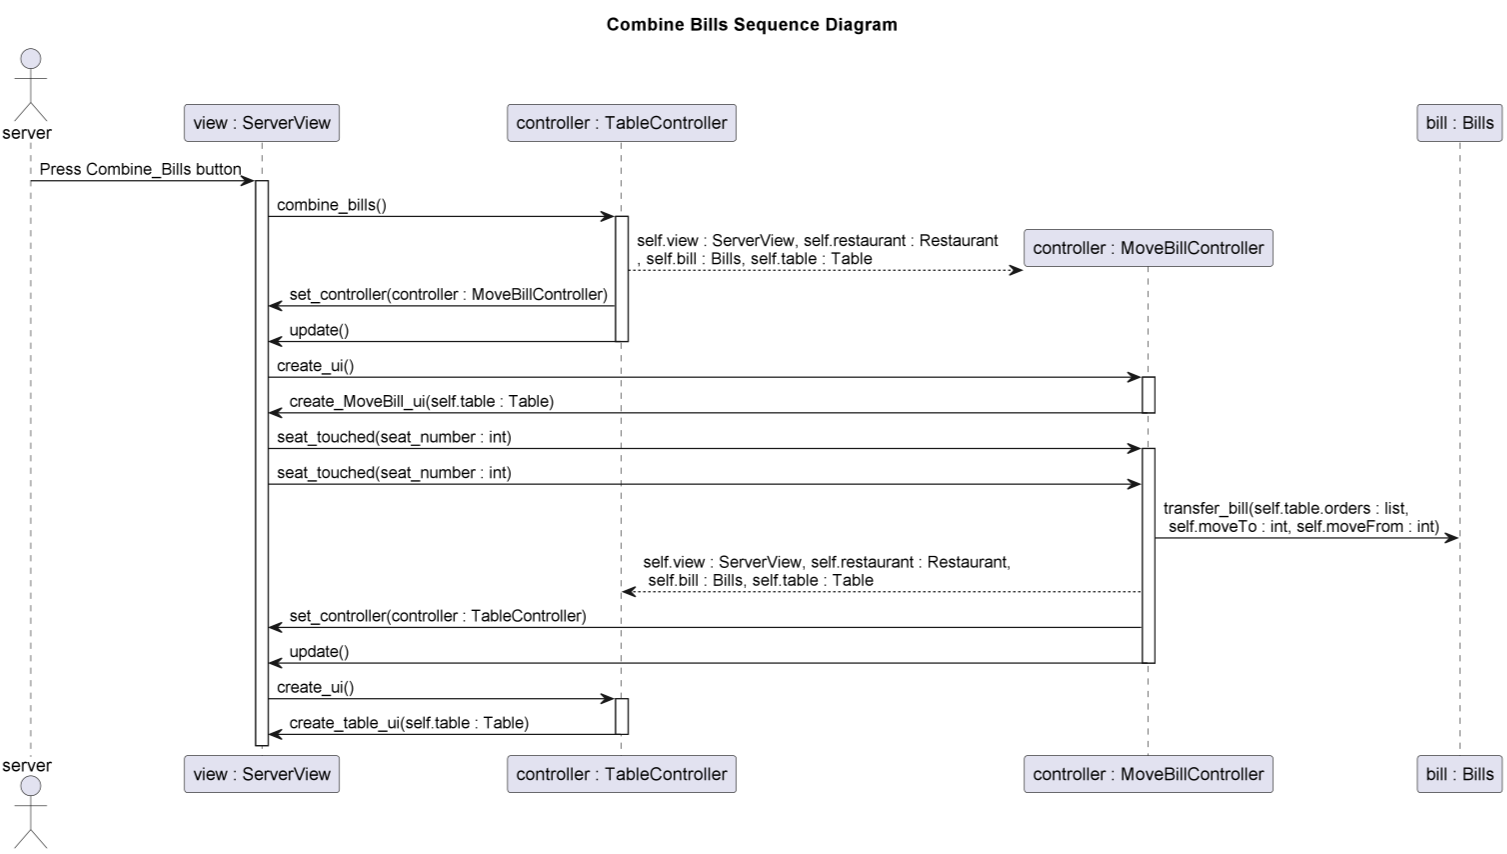 Combine Bills Sequence Diagram
server
view : ServerView
controller : TableController
bill : Bills
Press Combine_Bills button
combine_bills()
self.view : ServerView, self.restaurant : Restaurant
, self.bill : Bills, self.table : Table
controller : MoveBillController
set_controller(controller : MoveBillController)
update()
create_ui()
create_MoveBill_ui(self.table : Table)
seat_touched(seat_number : int)
seat_touched(seat_number : int)
transfer_bill(self.table.orders : list,
self.moveTo : int, self.moveFrom : int)
self.view : ServerView, self.restaurant : Restaurant,
self.bill : Bills, self.table : Table
set_controller(controller : TableController)
update()
create_ui()
create_table_ui(self.table : Table)
server
view : ServerView
controller : TableController
controller : MoveBillController
bill : Bills